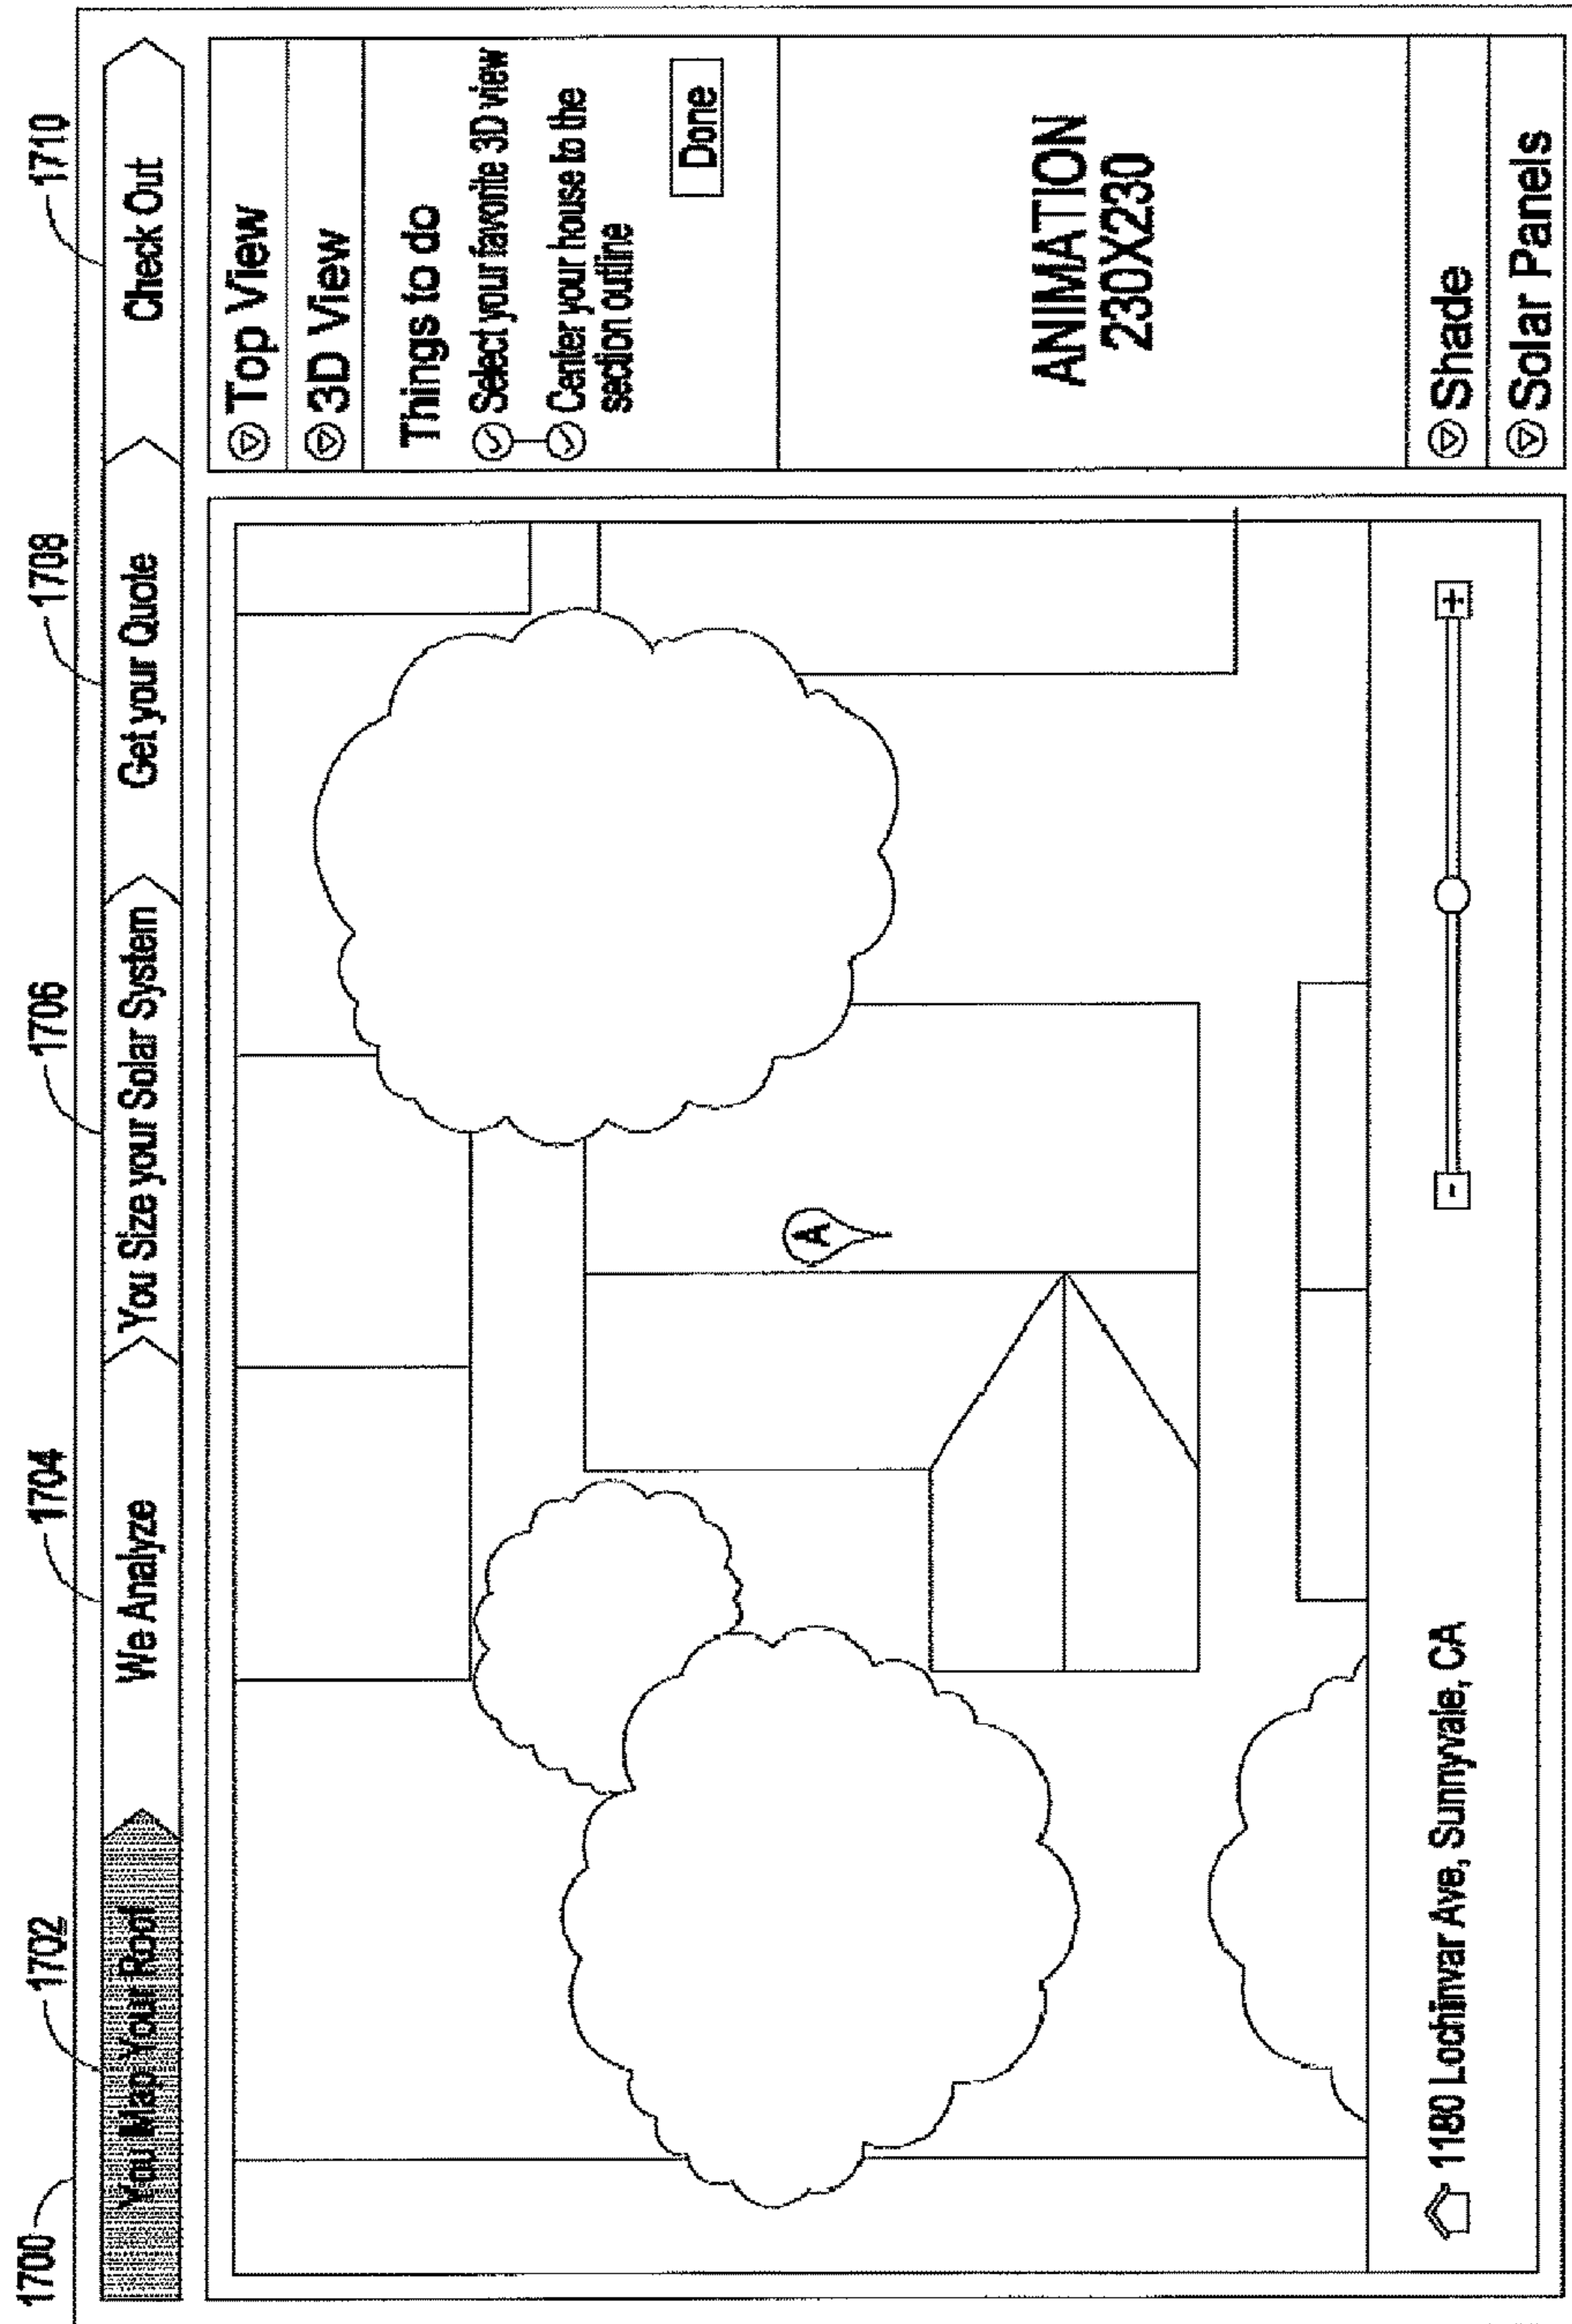 1700
1702
1704
1706
1708
1710
You Map Your Roof
We Analyze
You Size your Solar System
Get your Quote
Check Out
A
1180 Lochinvar Ave, Sunnyvale, CA
- +
Top View
3D View
Things to do
Select your favorite 3D view
Center your house to the
section outline
Done
ANIMATION
230X230
Shade
Solar Panels